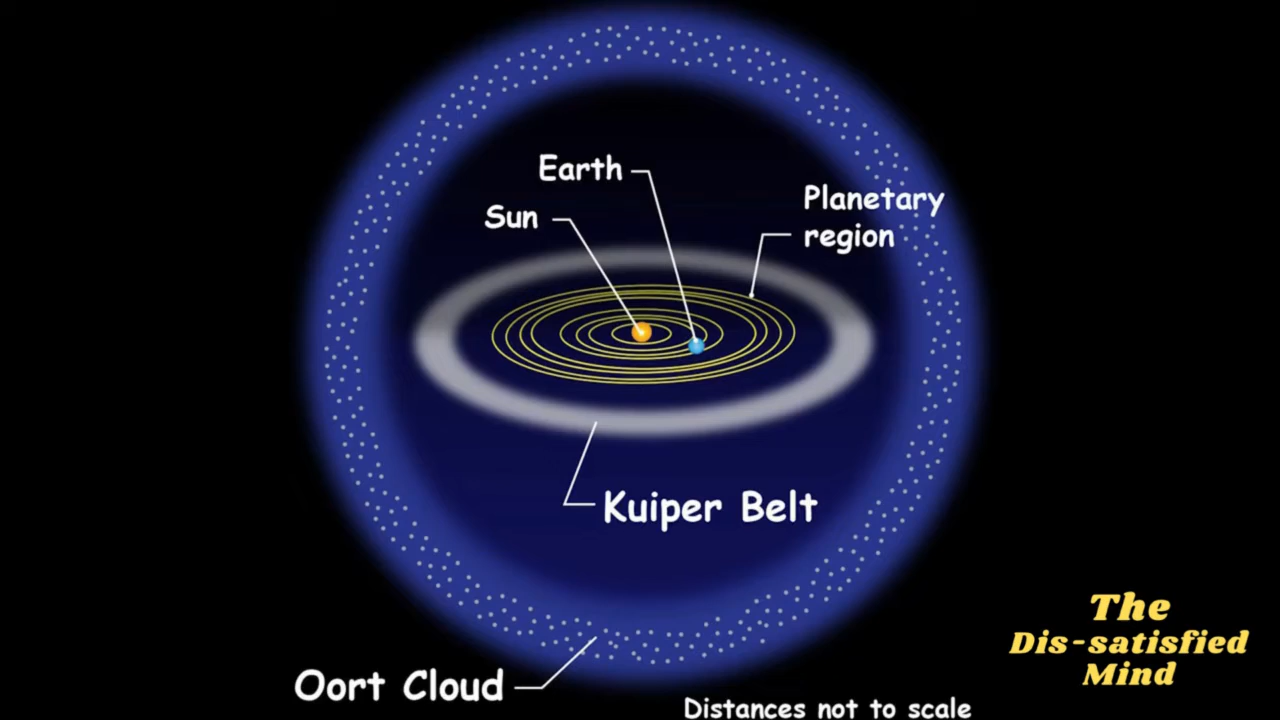 Earth
Sun
Planetary
region
Kuiper Belt
Oort Cloud
Distances not to scale
The
Dis-satisfied
Mind